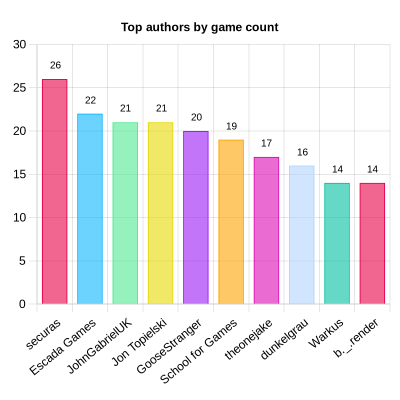 Top authors by game count
30
25
20
15
10
5
0
26
22
21
21
20
19
17
16
14
14
securas
Escada Games
JohnGabrielUK
Jon Topielski
GooseStranger
School for Games
theonejake
dunkelgrau
Warkus
b._.render